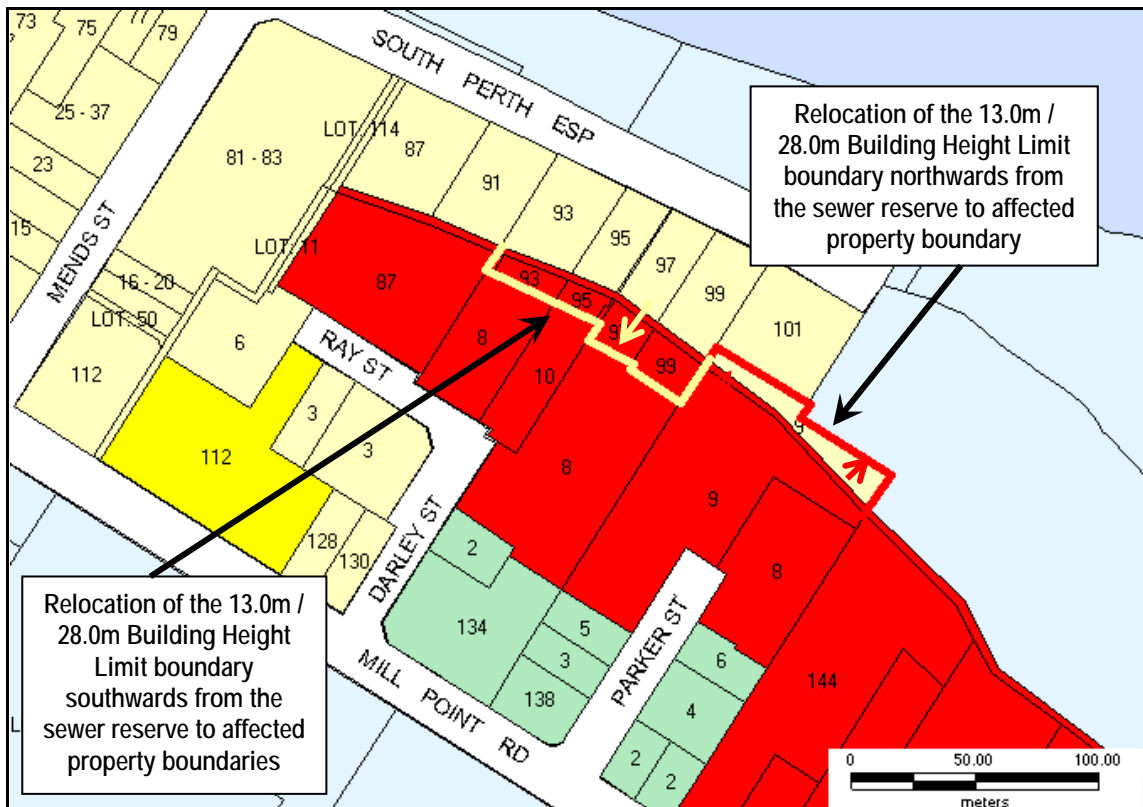 73
75
77
79
25 - 37
23
15
16 - 20
LOT: 50
112
MENDS ST
81 - 83
LOT: 114
LOT: 11
SOUTH PERTH ESP
87
91
93
95
97
99
101
Relocation of the 13.0m /
28.0m Building Height Limit
boundary northwards from
the sewer reserve to affected
property boundary
87
93
95
9
99
9
6
RAY ST
8
10
3
3
112
8
9
8
128
130
DARLEY ST
2
134
5
3
138
PARKER ST
6
4
2
2
144
MILL POINT RD
L
Relocation of the 13.0m /
28.0m Building Height
Limit boundary
southwards from the
sewer reserve to affected
property boundaries
0 50.00 100.00
meters